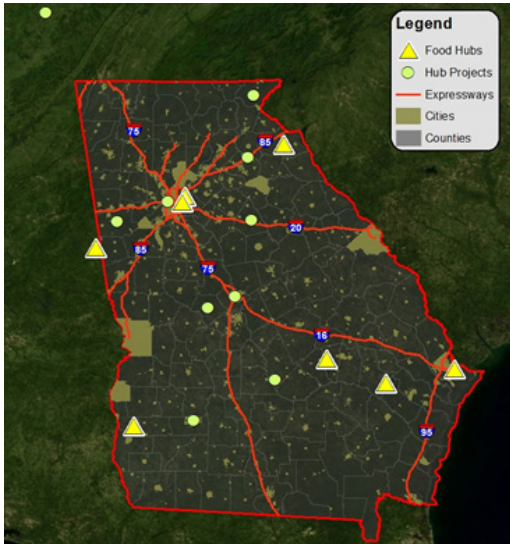 Legend
Food Hubs
Hub Projects
Expressways
Cities
Counties
75
85
20
85
75
16
95